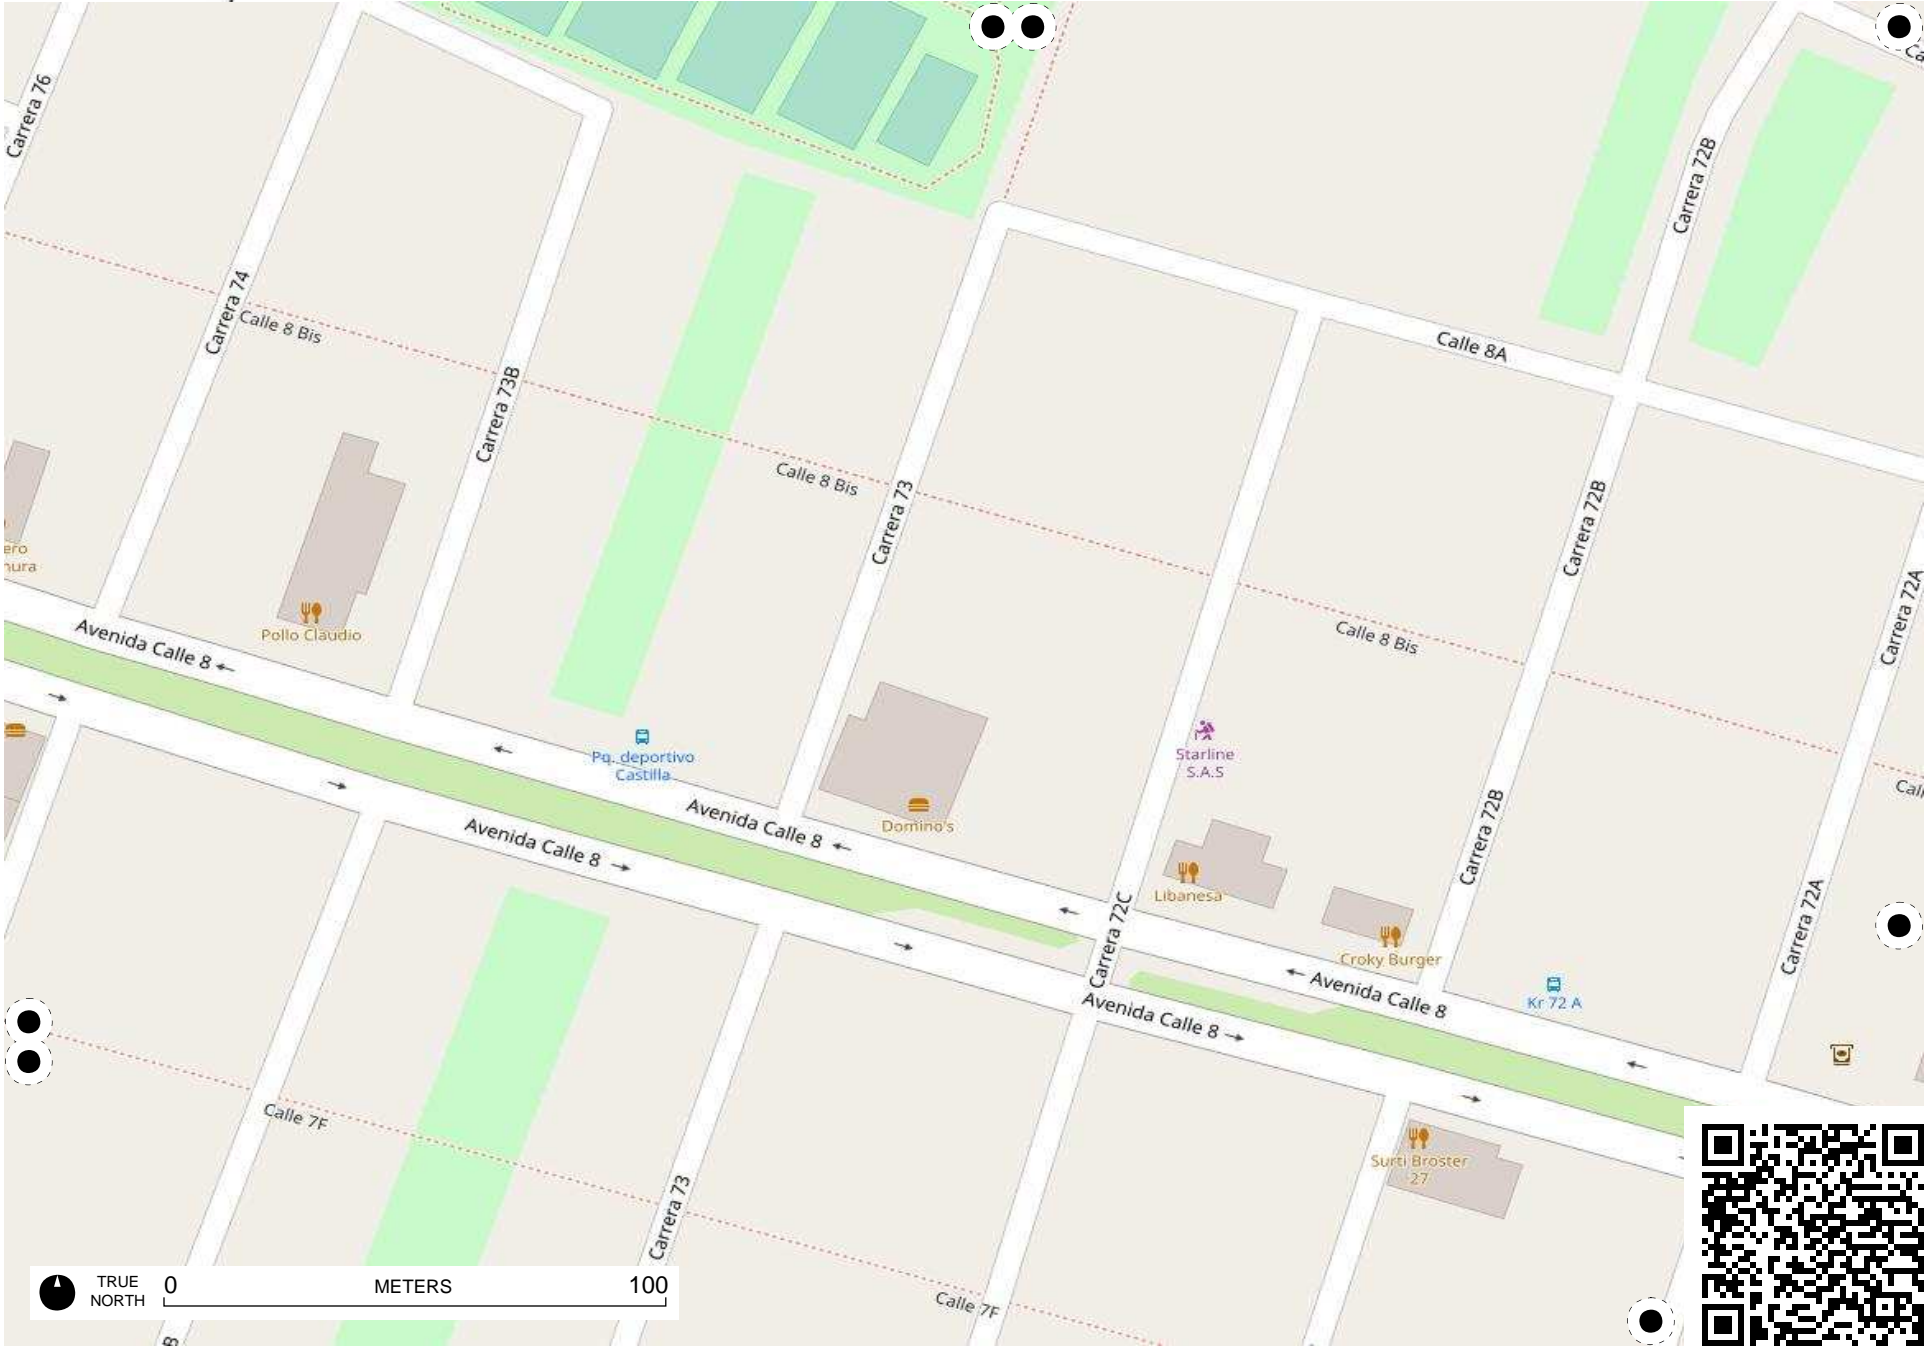 Carrera 76
Carrera 72B
Carrera 74
Calle 8 Bis
Calle 8A
Carrera 73B
Calle 8 Bis
Carrera 73
Carrera 72B
Carrera 72A
Pollo Claudio
Avenida Calle 8
Calle 8 Bis
Pq. deportivo
Castilla
Starline
S.A.S
Avenida Calle 8
Domino's
Avenida Calle 8
Carrera 72B
Libanesa
Carrera 72C
Carrera 72A
Croky Burger
Avenida Calle 8
Kr 72 A
Avenida Calle 8
Calle 7F
Surti Broster
27
Carrera 73
Calle 7F
TRUE
NORTH
0 METERS 100